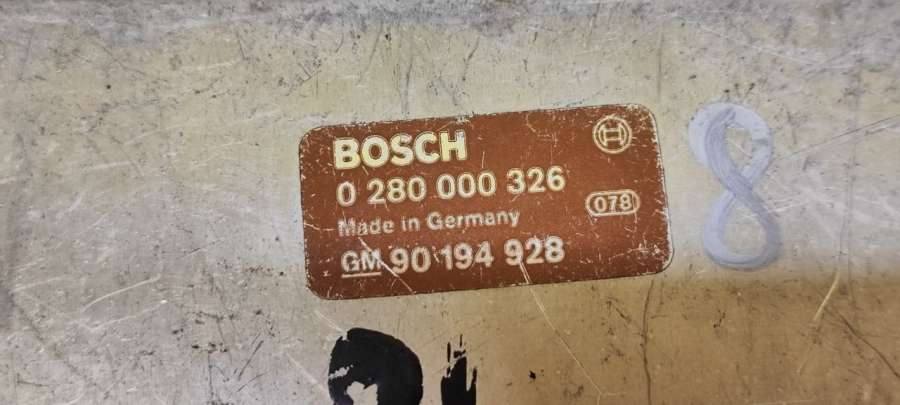 BOSCH
0 280 000 326
078
Made in Germany
GM 90 194 928
8